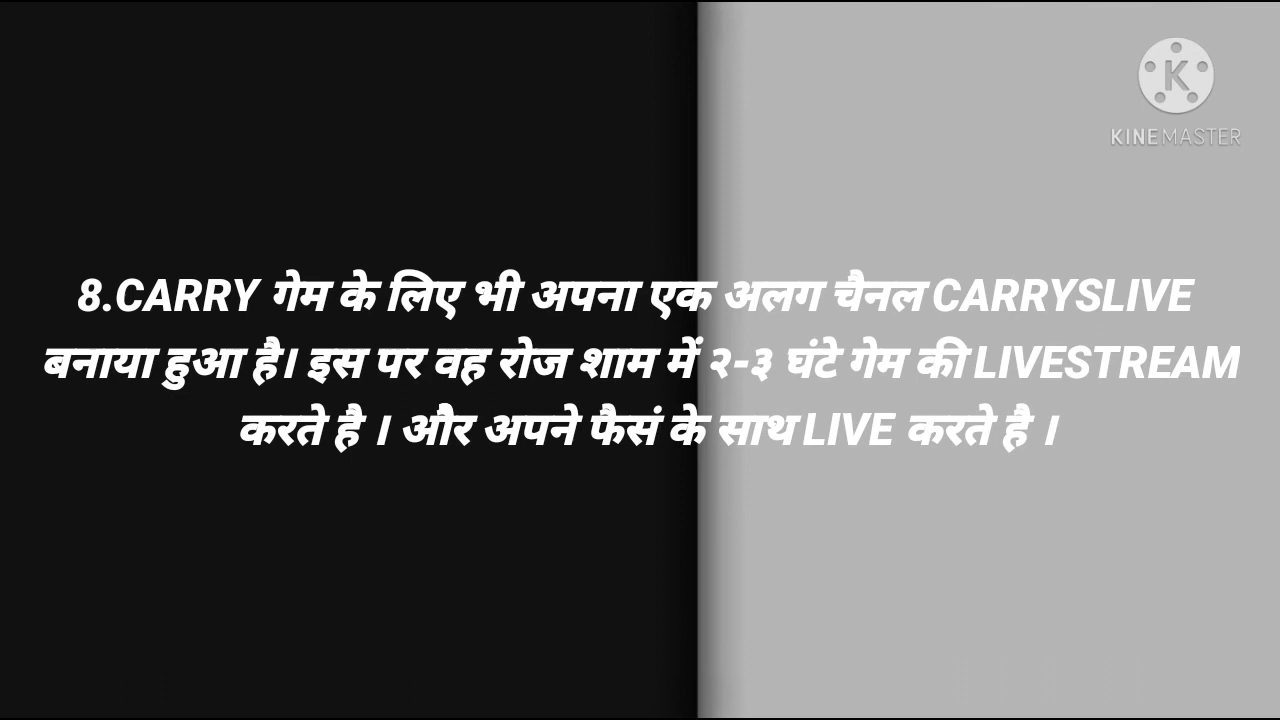 K
KINEMASTER
8.CARRY गेम के लिए भी अपना एक अलग चैनल CARRYSLIVE
बनाया हुआ है। इस पर वह रोज शाम में २-३ घंटे गेम की LIVESTREAM
करते है । और अपने फैसं के साथ LIVE करते है ।